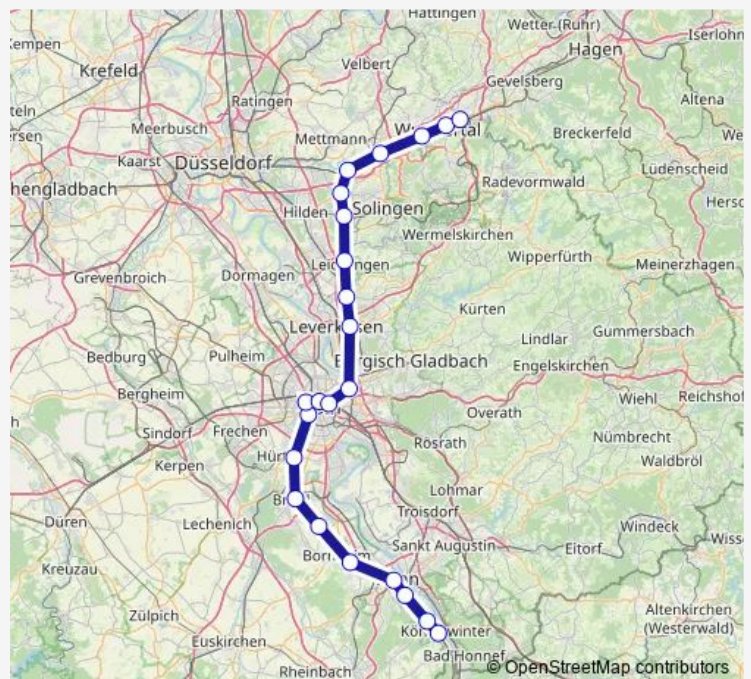 Hattingen
Wetter (Ruhr)
Iserlohn
Kempen
Hagen
Krefeld
Velbert
Gevelsberg
Ratingen
Altena
Meerbusch
Mettmann
Breckerfeld
Kaarst
Düsseldorf
Lüdenscheid
hengladbach
Radevormwald
Hilden
Solingen
Wermelskirchen
Wipperfürth
Meinerzhagen
Grevenbroich
Dormagen
Kürten
Gummersbach
Lindlar
Bedburg
Pulheim
Engelskirchen
Bergheim
Wiehl
Reichshof
Overath
Sindorf
Frechen
Rösrath
Nümbrecht
Kerpen
Waldbröl
Lohmar
Düren
Lechenich
Troisdorf
Windeck
Sankt Augustin
Eitorf
Kreuzau
Zülpich
Altenkirchen
(Westerwald)
Euskirchen
Bad Honnef
Rheinbach
© OpenStreetMap contributors